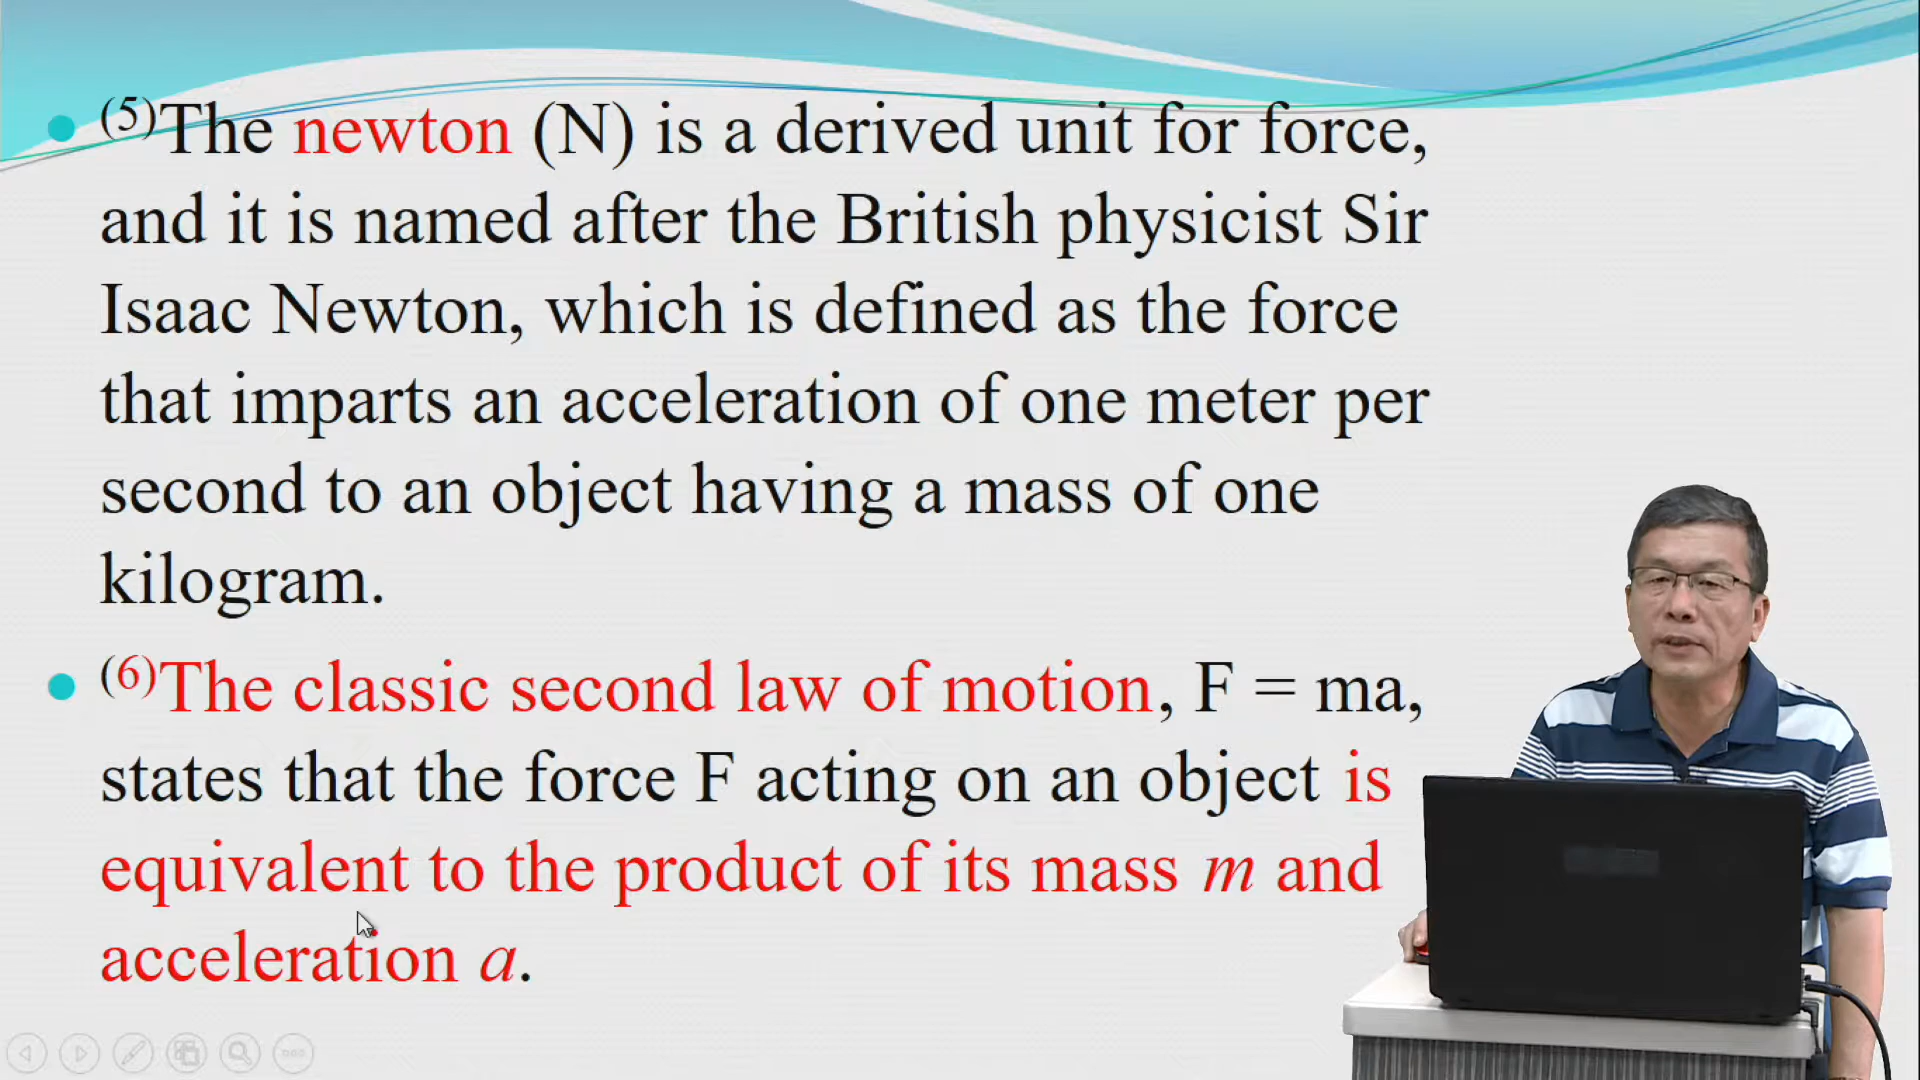 (5)The newton (N) is a derived unit for force,
and it is named after the British physicist Sir
Isaac Newton, which is defined as the force
that imparts an acceleration of one meter per
second to an object having a mass of one
kilogram.
(6)The classic second law of motion, F = ma,
states that the force F acting on an object is
equivalent to the product of its mass m and
acceleration a.